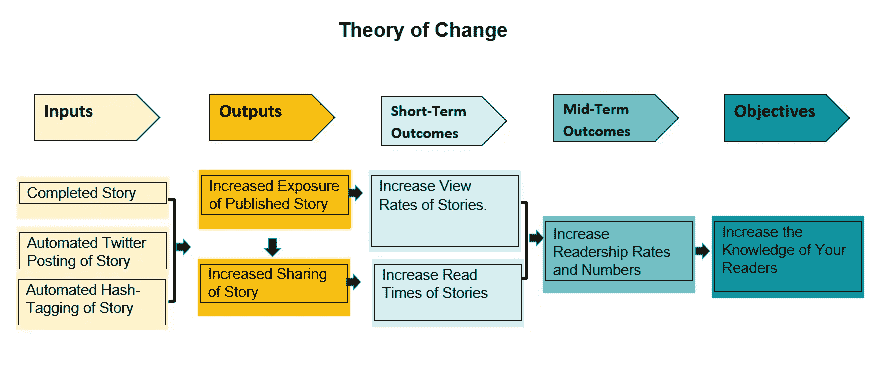 Theory of Change
Inputs
Outputs
Short-Term
Outcomes
Mid-Term
Outcomes
Objectives
Completed Story
Automated Twitter
Posting of Story
Automated Hash-
Tagging of Story
Increased Exposure
of Published Story
Increased Sharing
of Story
Increase View
Rates of Stories.
Increase Read
Times of Stories
Increase
Readership Rates
and Numbers
Increase the
Knowledge of Your
Readers